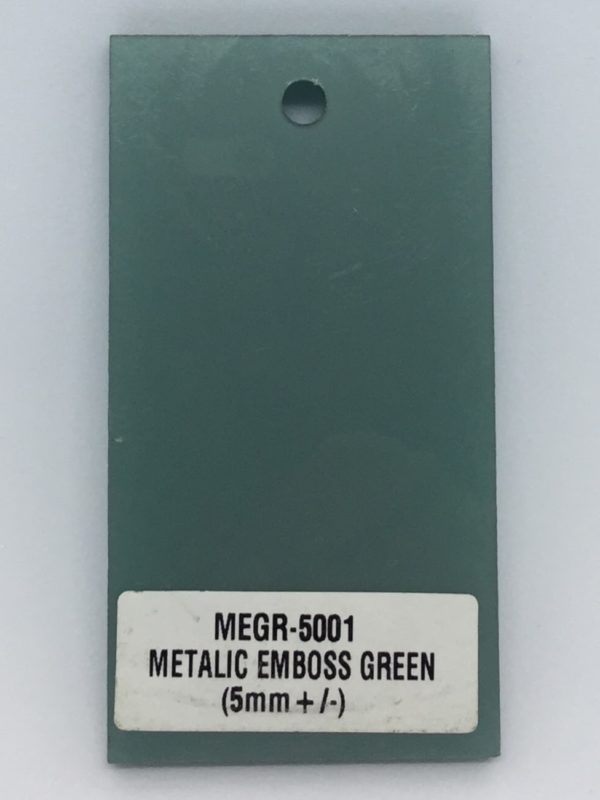 MEGR-5001
METALIC EMBOSS GREEN
(5mm+/-)